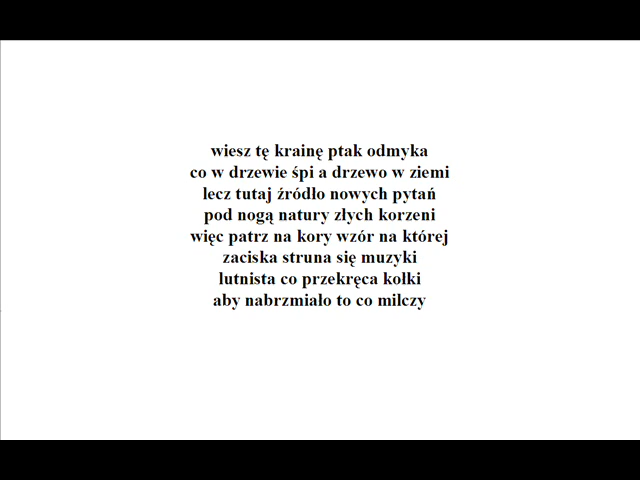 wiesz tę krainę ptak odmyka
co w drzewie śpi a drzewo w ziemi
lecz tutaj źródło nowych pytań
pod nogą natury złych korzeni
więc patrz na kory wzór na której
zaciska struna się muzyki
lutnista co przekręca kołki
aby nabrzmiało to co milczy